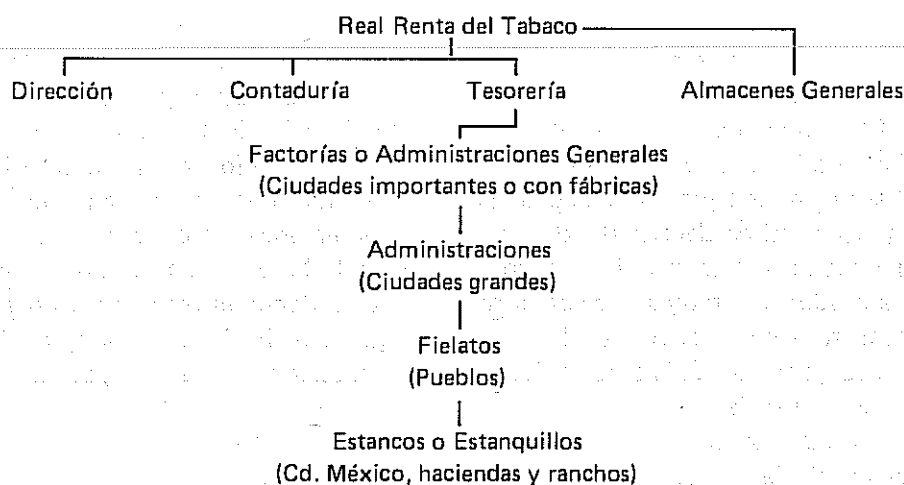 Real Renta del Tabaco
Dirección Contaduría Tesorería Almacenes Generales
Factorías o Administraciones Generales
(Ciudades importantes o con fábricas)
Administraciones
(Ciudades grandes)
Fielatos
(Pueblos)
Estancos o Estanquillos
(Cd. México, haciendas y ranchos)